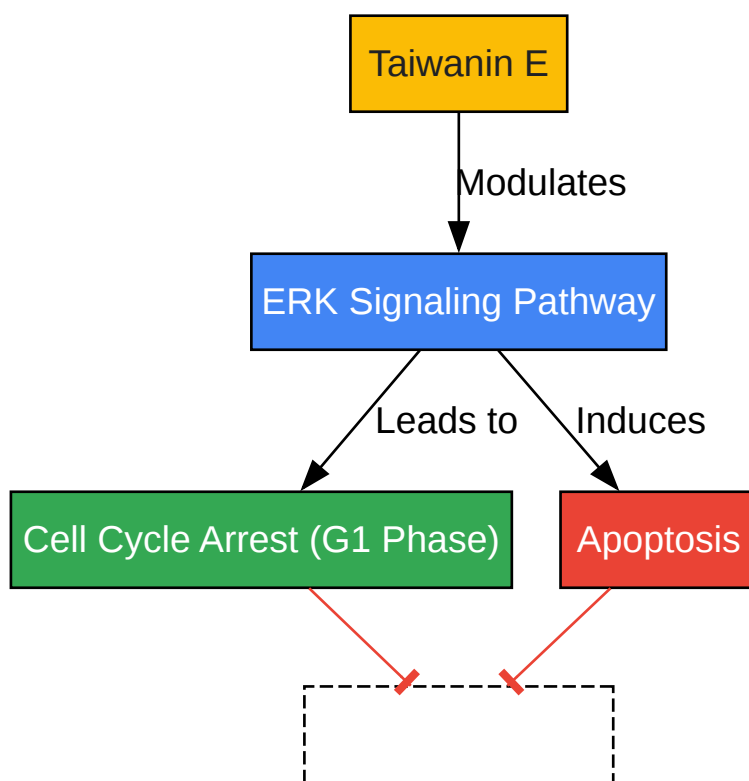 Taiwanin E
Modulates
ERK Signaling Pathway
Leads to
Induces
Cell Cycle Arrest (G1 Phase)
Apoptosis